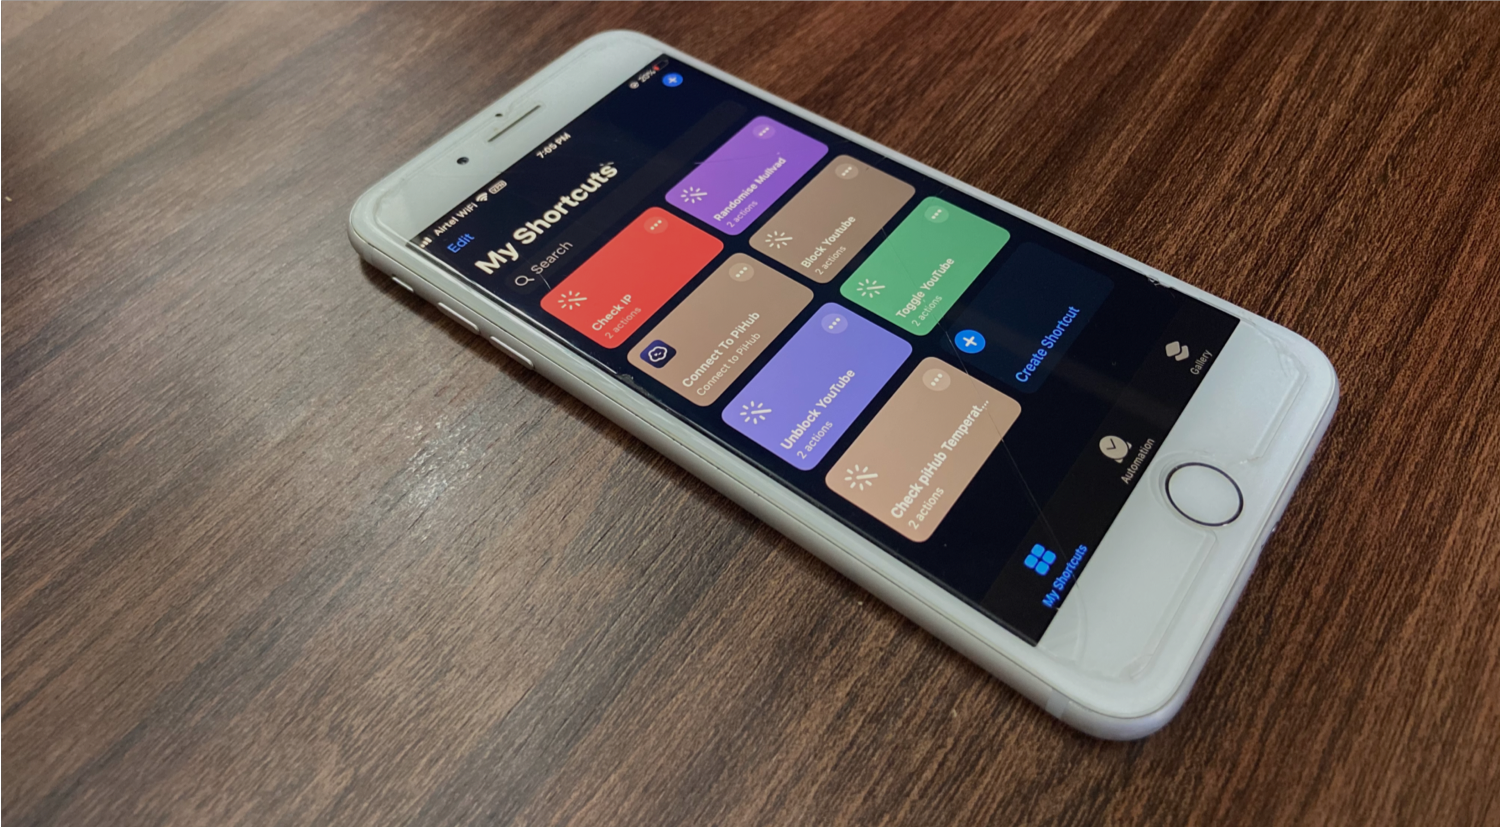 Airtel WiFi
VPN
7:05 PM
20%
Edit
My Shortcuts
Search
Check IP
2 actions
Randomise Mullvad
2 actions
Connect To PiHub
Connect to PiHub
Block Youtube
2 actions
Unblock YouTube
2 actions
Toggle YouTube
2 actions
Check piHub Temperat...
2 actions
Create Shortcut
My Shortcuts
Automation
Gallery